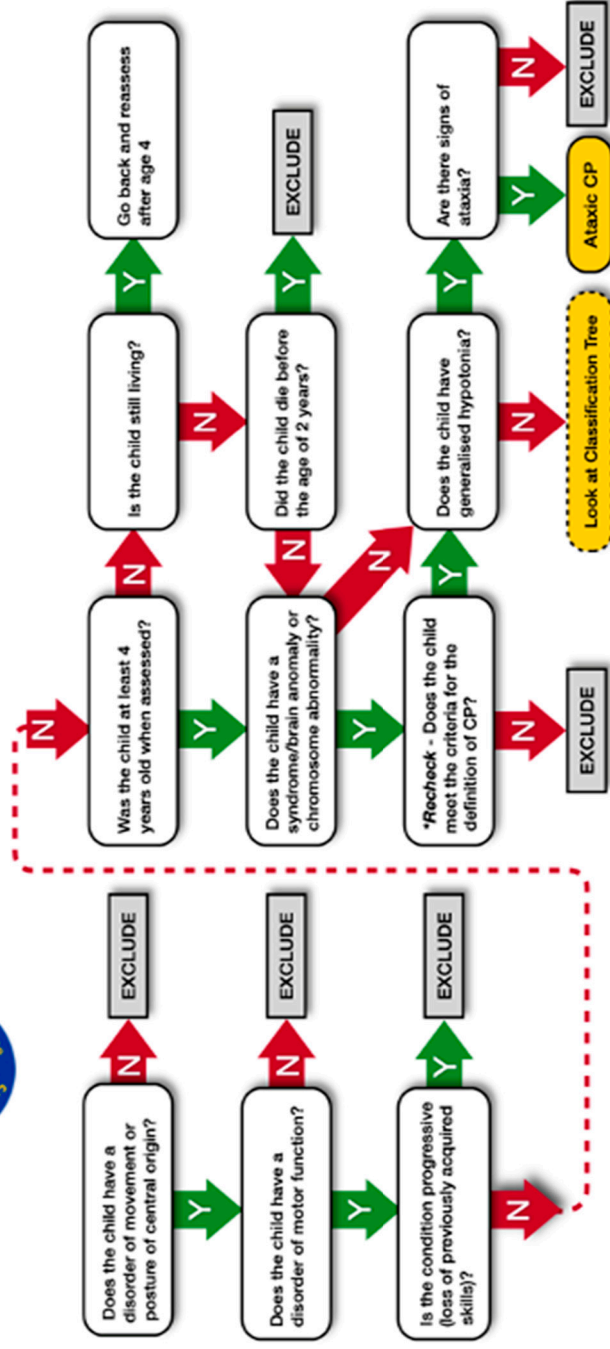 Does the child have a
disorder of movement or
posture of central origin?
N
EXCLUDE
Y
Does the child have a
disorder of motor function?
N
EXCLUDE
Y
Is the condition progressive
(loss of previously acquired
skills)?
Y
EXCLUDE
N
N
Was the child at least 4
years old when assessed?
N
Is the child still living?
Y
Go back and reassess
after age 4
Y
N
Does the child have a
syndrome/brain anomaly or
chromosome abnormality?
N
Did the child die before
the age of 2 years?
Y
EXCLUDE
Y
N
*Recheck - Does the child
meet the criteria for the
definition of CP?
Y
Does the child have
generalised hypotonia?
Y
Are there signs of
ataxia?
N
N
Y
N
EXCLUDE
Look at Classification Tree
Ataxic CP
EXCLUDE